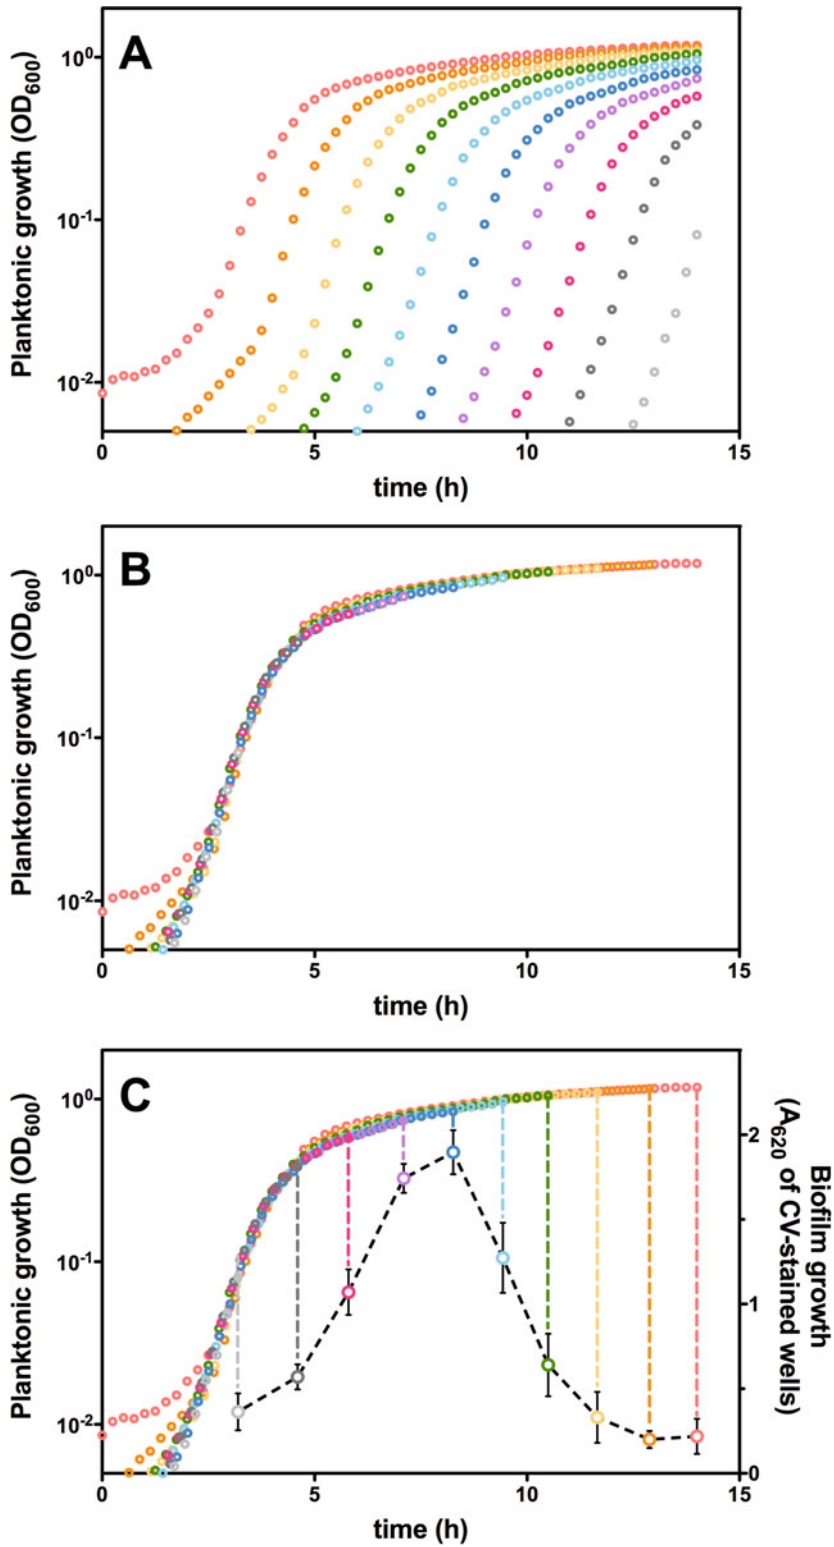 A
Planktonic growth (OD600)
10^0
10^-1
10^-2
0 5 10 15
time (h)
B
Planktonic growth (OD600)
10^0
10^-1
10^-2
0 5 10 15
time (h)
C
Planktonic growth (OD600)
10^0
10^-1
10^-2
2
1
0
Biofilm growth
(A620 of CV-stained wells)
0 5 10 15
time (h)